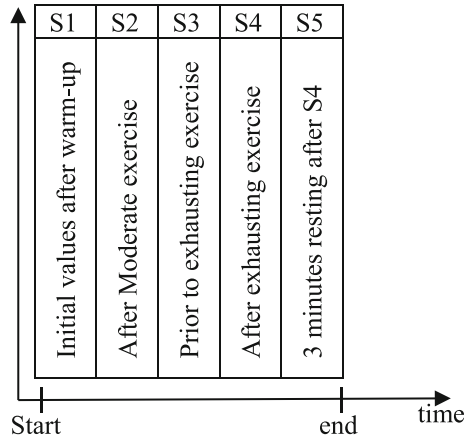 S1 S2 S3 S4 S5
Initial values after warm-up
After Moderate exercise
Prior to exhausting exercise
After exhausting exercise
3 minutes resting after S4
Start end time